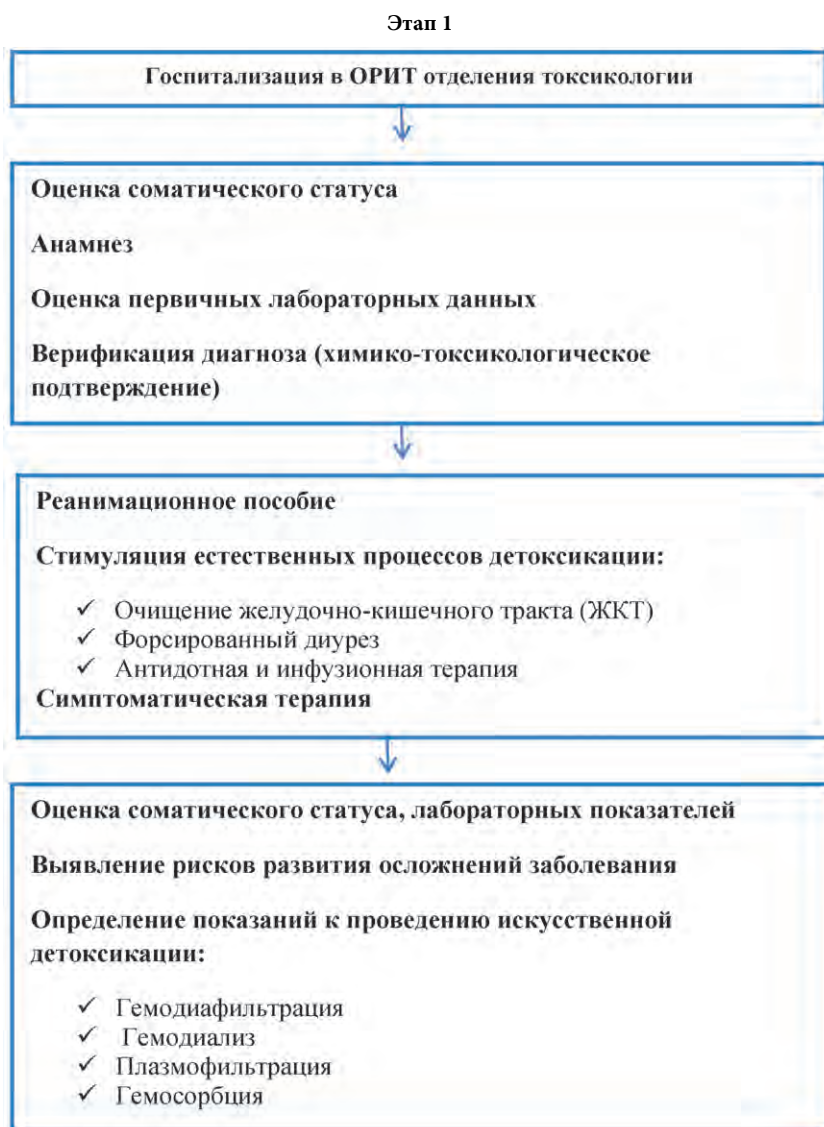 Этап 1
Госпитализация в ОРИТ отделения токсикологии
Оценка соматического статуса
Анамнез
Оценка первичных лабораторных данных
Верификация диагноза (химико-токсикологическое
подтверждение)
Реанимационное пособие
Стимуляция естественных процессов детоксикации:
✓ Очищение желудочно-кишечного тракта (ЖКТ)
✓ Форсированный диурез
✓ Антидотная и инфузионная терапия
Симптоматическая терапия
Оценка соматического статуса, лабораторных показателей
Выявление рисков развития осложнений заболевания
Определение показаний к проведению искусственной
детоксикации:
✓ Гемодиафильтрация
✓ Гемодиализ
✓ Плазмофильтрация
✓ Гемосорбция